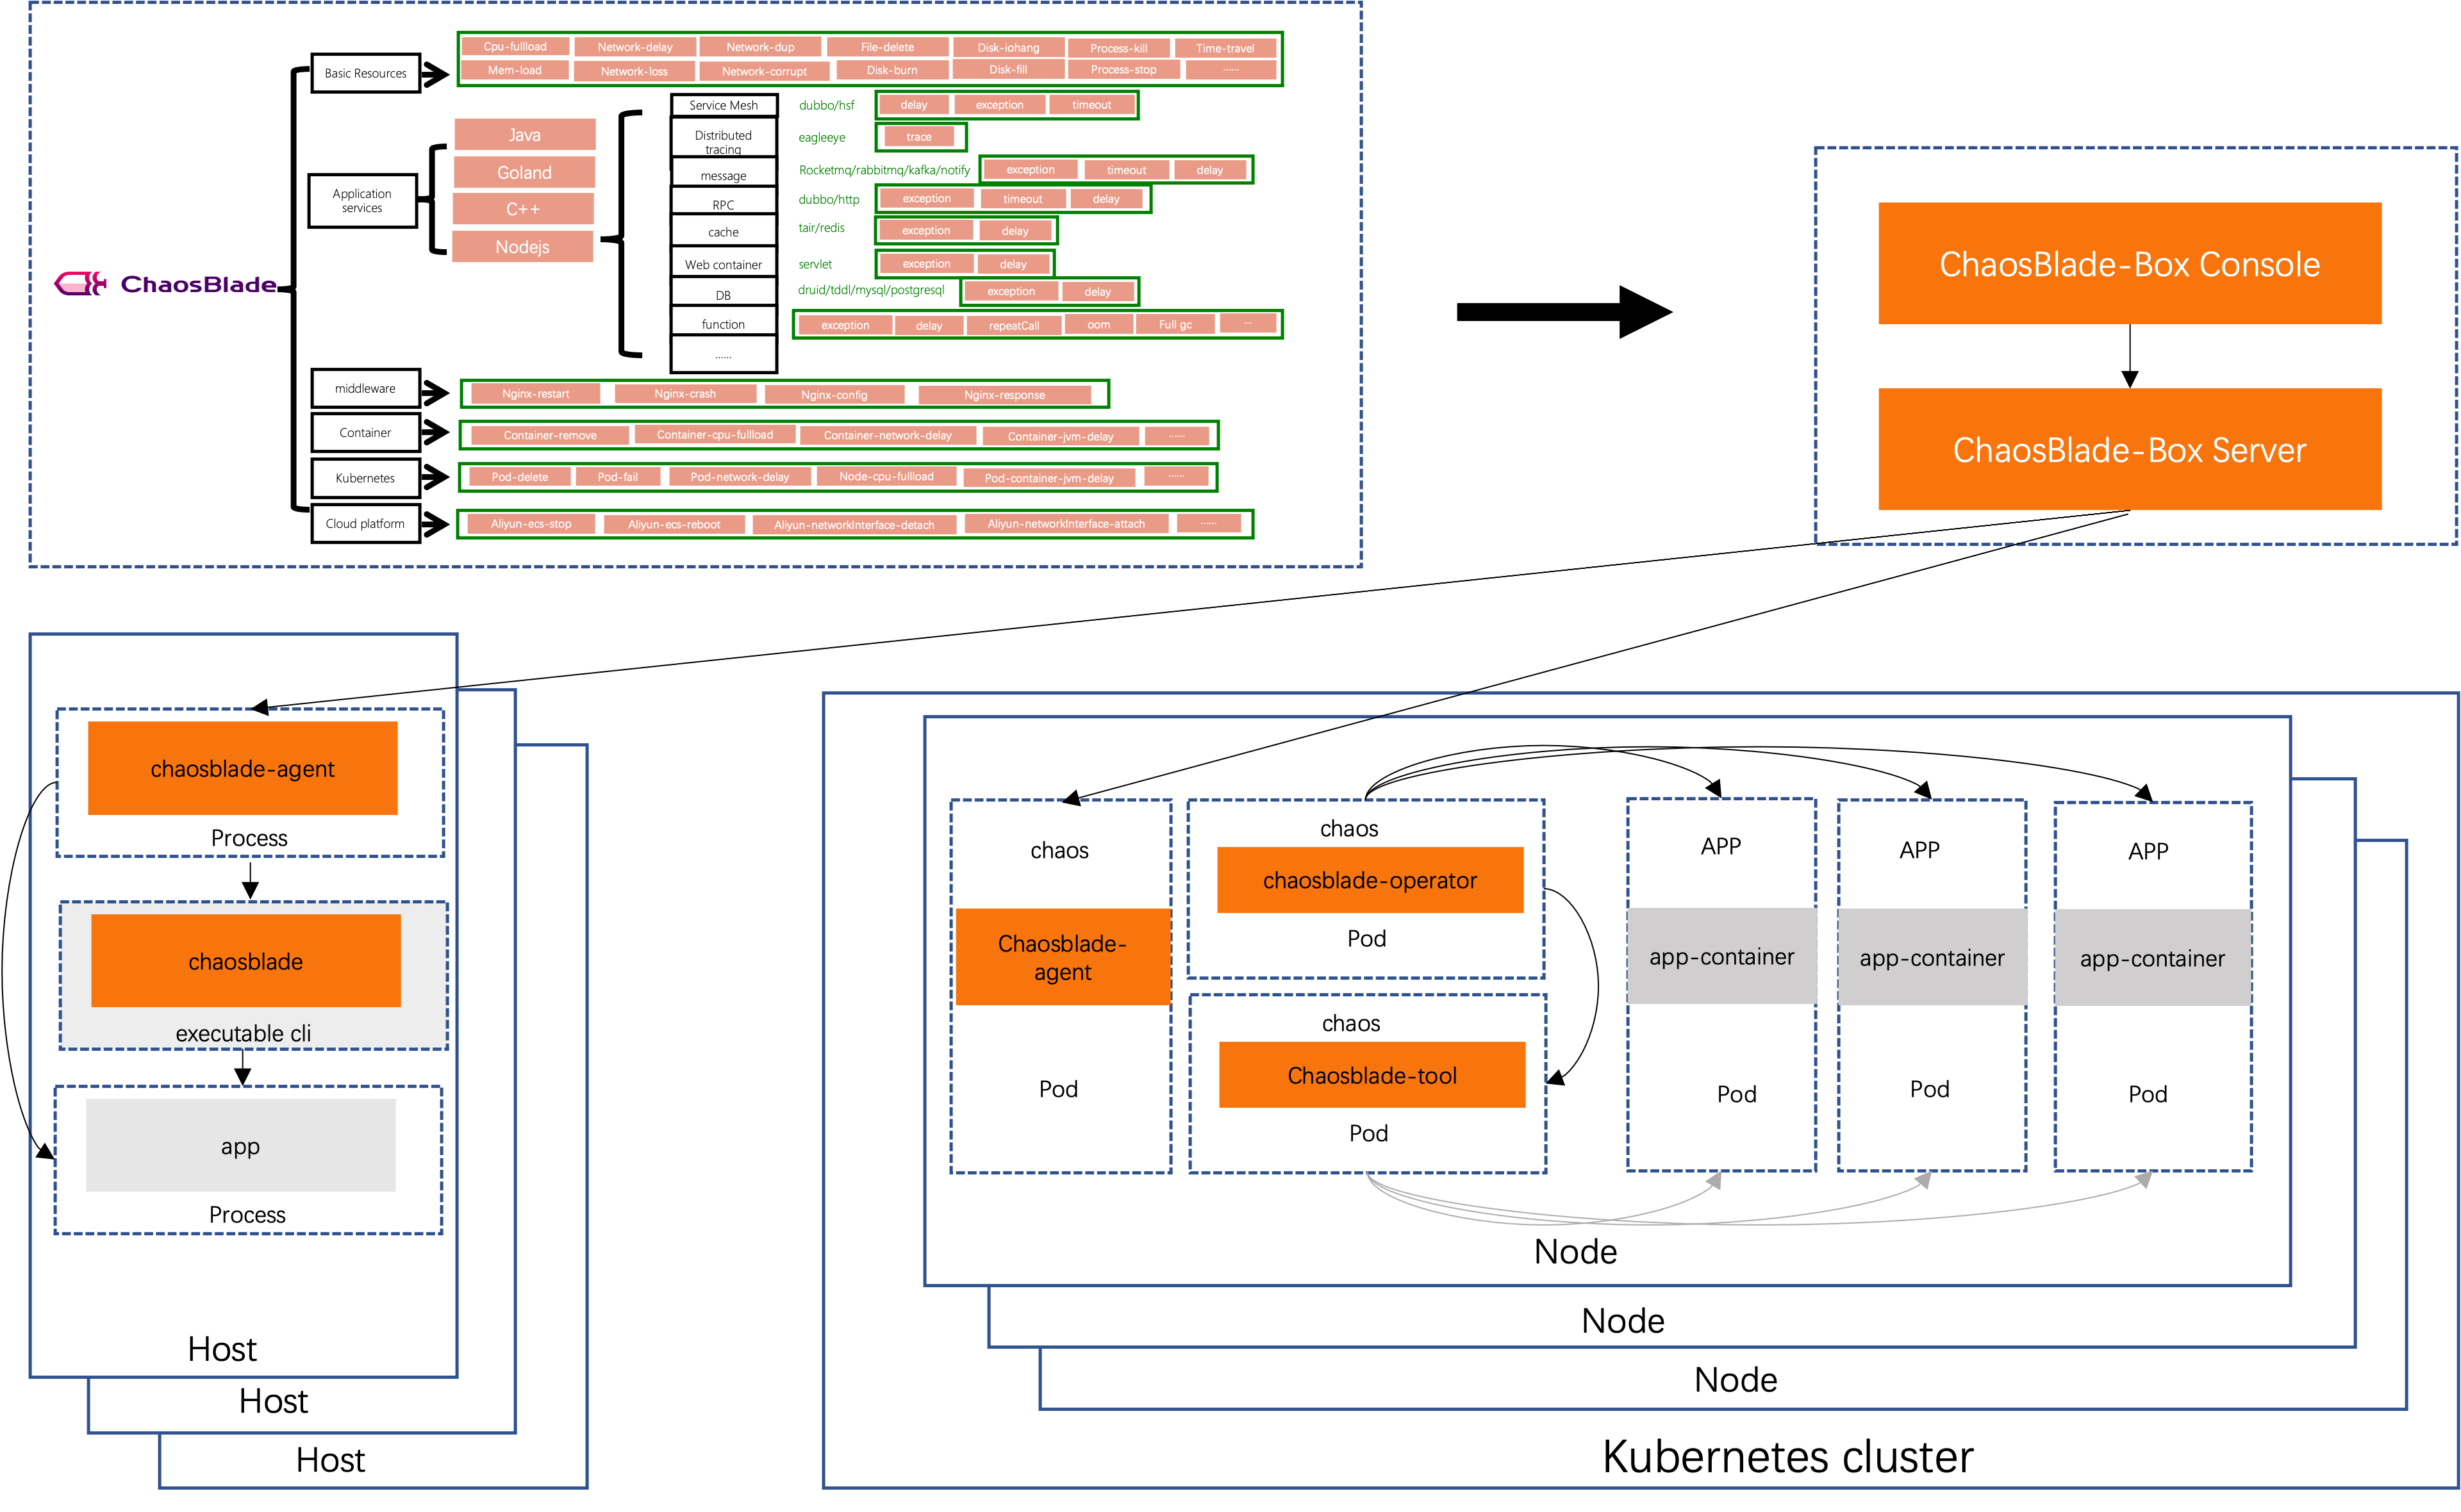 ChaosBlade
Basic Resources
Cpu-fullload
Network-delay
Network-dup
File-delete
Disk-iohang
Process-kill
Time-travel
Mem-load
Network-loss
Network-corrupt
Disk-burn
Disk-fill
Process-stop
......
Application
services
Java
Goland
C++
Nodejs
Service Mesh
dubbo/hsf
delay
exception
timeout
Distributed
tracing
eagleeye
trace
message
Rocketmq/rabbitmq/kafka/notify
exception
timeout
delay
RPC
dubbo/http
exception
timeout
delay
cache
tair/redis
exception
delay
Web container
servlet
exception
delay
DB
druid/tddl/mysql/postgresql
exception
delay
function
exception
delay
repeatCall
oom
Full gc
...
......
middleware
Nginx-restart
Nginx-crash
Nginx-config
Nginx-response
Container
Container-remove
Container-cpu-fullload
Container-network-delay
Container-jvm-delay
......
Kubernetes
Pod-delete
Pod-fail
Pod-network-delay
Node-cpu-fullload
Pod-container-jvm-delay
......
Cloud platform
Aliyun-ecs-stop
Aliyun-ecs-reboot
Aliyun-networkInterface-detach
Aliyun-networkInterface-attach
......
ChaosBlade-Box Console
ChaosBlade-Box Server
chaosblade-agent
Process
chaosblade
executable cli
app
Process
Host
Host
Host
chaos
Chaosblade-
agent
Pod
chaos
chaosblade-operator
Pod
chaos
Chaosblade-tool
Pod
APP
app-container
Pod
APP
app-container
Pod
APP
app-container
Pod
Node
Node
Node
Kubernetes cluster